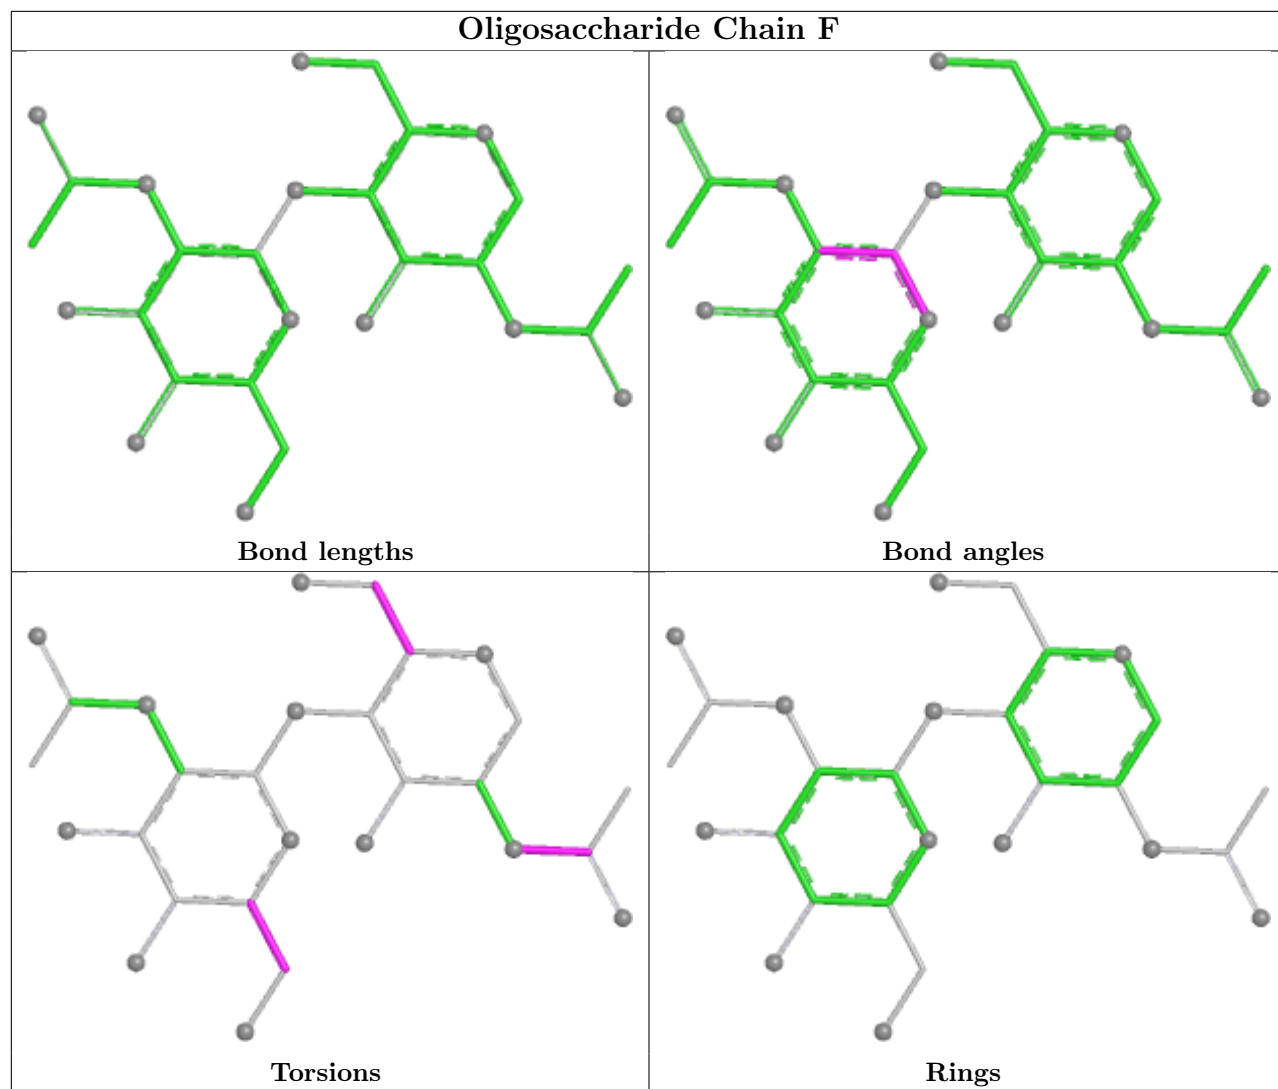 Oligosaccharide Chain F
Bond lengths
Bond angles
Torsions
Rings